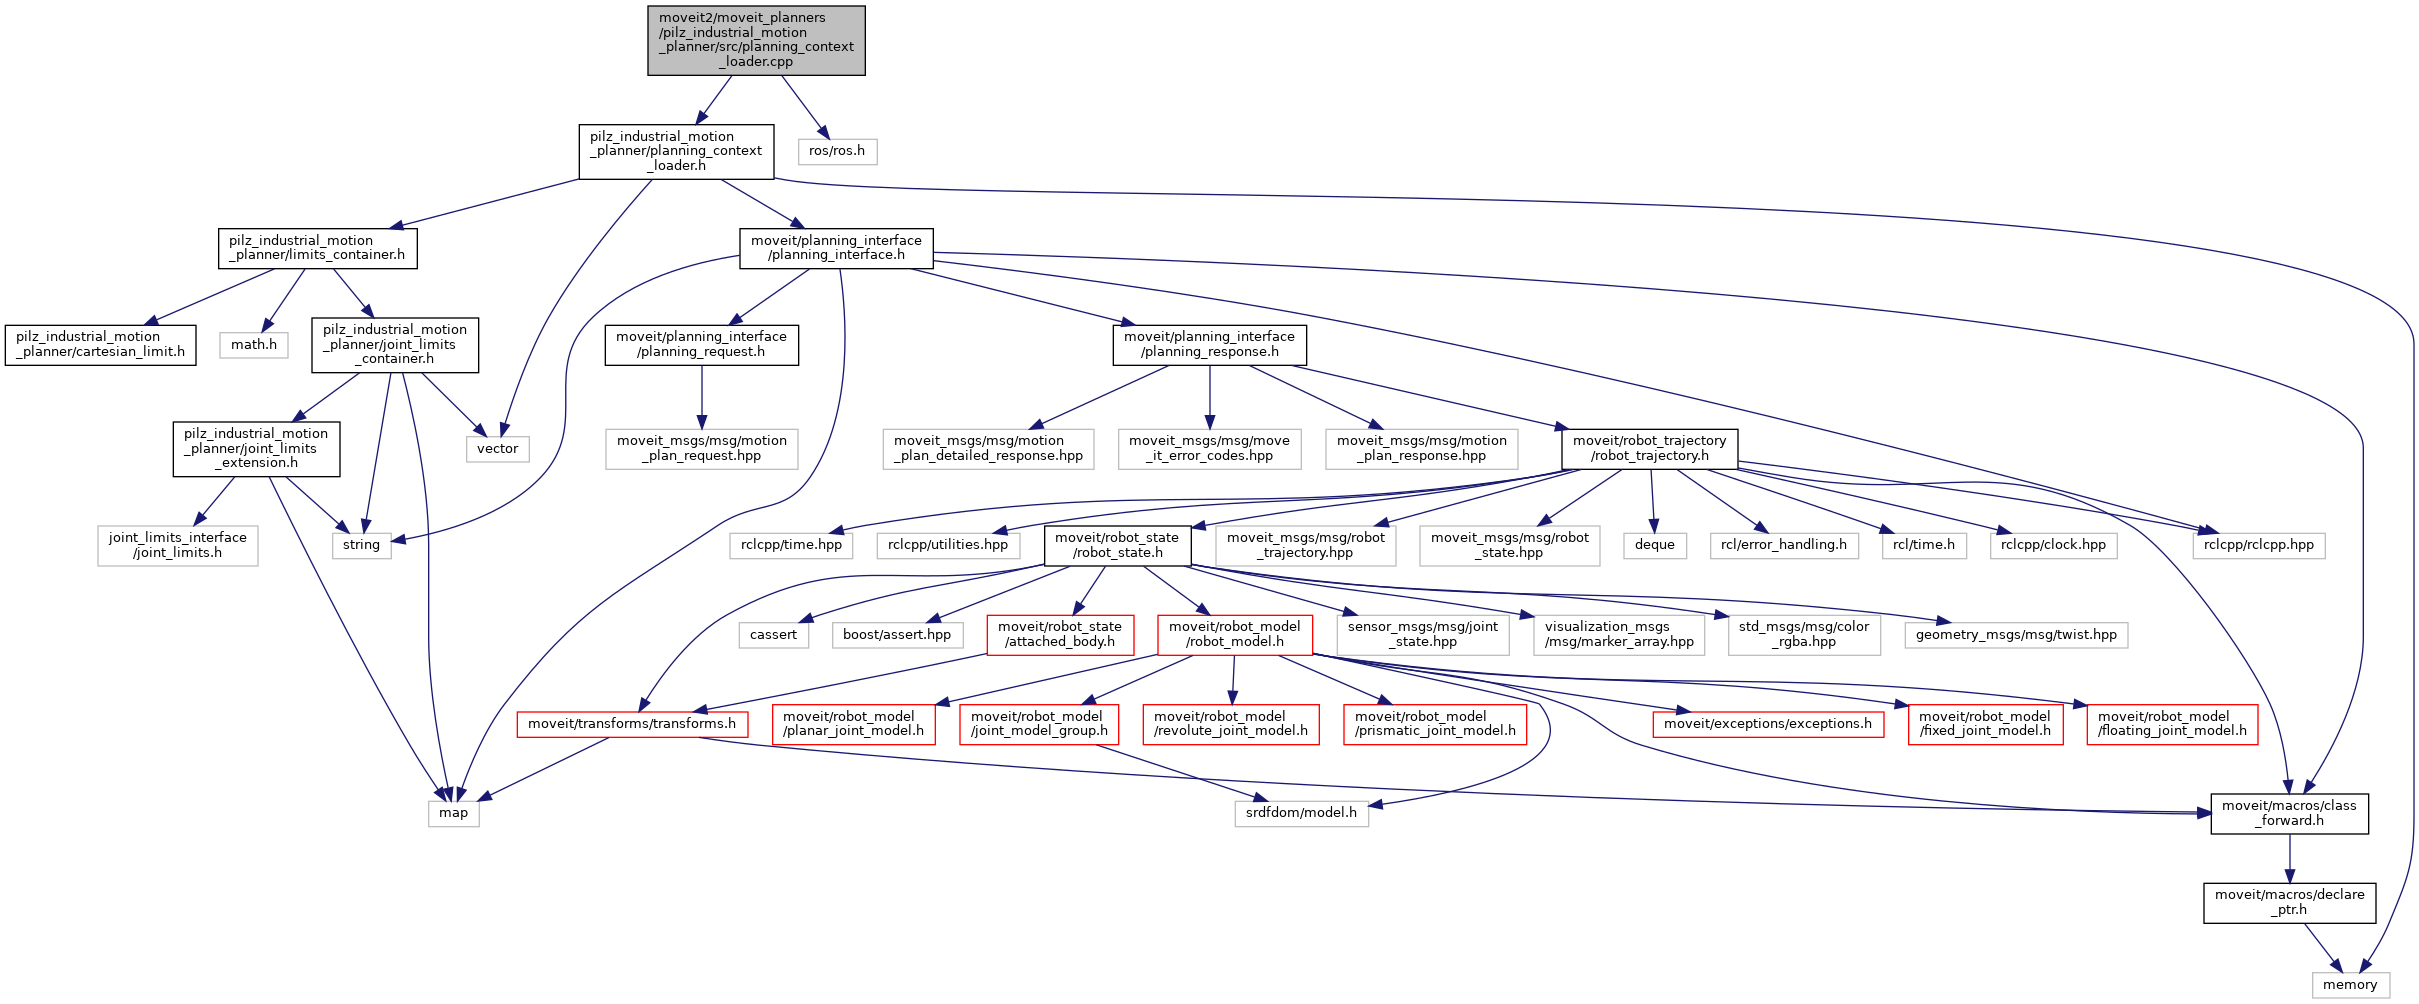 moveit2/moveit_planners
/pilz_industrial_motion
_planner/src/planning_context
_loader.cpp
pilz_industrial_motion
_planner/planning_context
_loader.h
ros/ros.h
pilz_industrial_motion
_planner/limits_container.h
moveit/planning_interface
/planning_interface.h
pilz_industrial_motion
_planner/cartesian_limit.h
math.h
pilz_industrial_motion
_planner/joint_limits
_container.h
moveit/planning_interface
/planning_request.h
moveit/planning_interface
/planning_response.h
pilz_industrial_motion
_planner/joint_limits
_extension.h
vector
moveit_msgs/msg/motion
_plan_request.hpp
moveit_msgs/msg/motion
_plan_detailed_response.hpp
moveit_msgs/msg/move
_it_error_codes.hpp
moveit_msgs/msg/motion
_plan_response.hpp
moveit/robot_trajectory
/robot_trajectory.h
joint_limits_interface
/joint_limits.h
string
rclcpp/time.hpp
rclcpp/utilities.hpp
moveit/robot_state
/robot_state.h
moveit_msgs/msg/robot
_trajectory.hpp
moveit_msgs/msg/robot
_state.hpp
deque
rcl/error_handling.h
rcl/time.h
rclcpp/clock.hpp
rclcpp/rclcpp.hpp
cassert
boost/assert.hpp
moveit/robot_state
/attached_body.h
moveit/robot_model
/robot_model.h
sensor_msgs/msg/joint
_state.hpp
visualization_msgs
/msg/marker_array.hpp
std_msgs/msg/color
_rgba.hpp
geometry_msgs/msg/twist.hpp
moveit/transforms/transforms.h
moveit/robot_model
/planar_joint_model.h
moveit/robot_model
/joint_model_group.h
moveit/robot_model
/revolute_joint_model.h
moveit/robot_model
/prismatic_joint_model.h
moveit/exceptions/exceptions.h
moveit/robot_model
/fixed_joint_model.h
moveit/robot_model
/floating_joint_model.h
map
srdfdom/model.h
moveit/macros/class
_forward.h
moveit/macros/declare
_ptr.h
memory